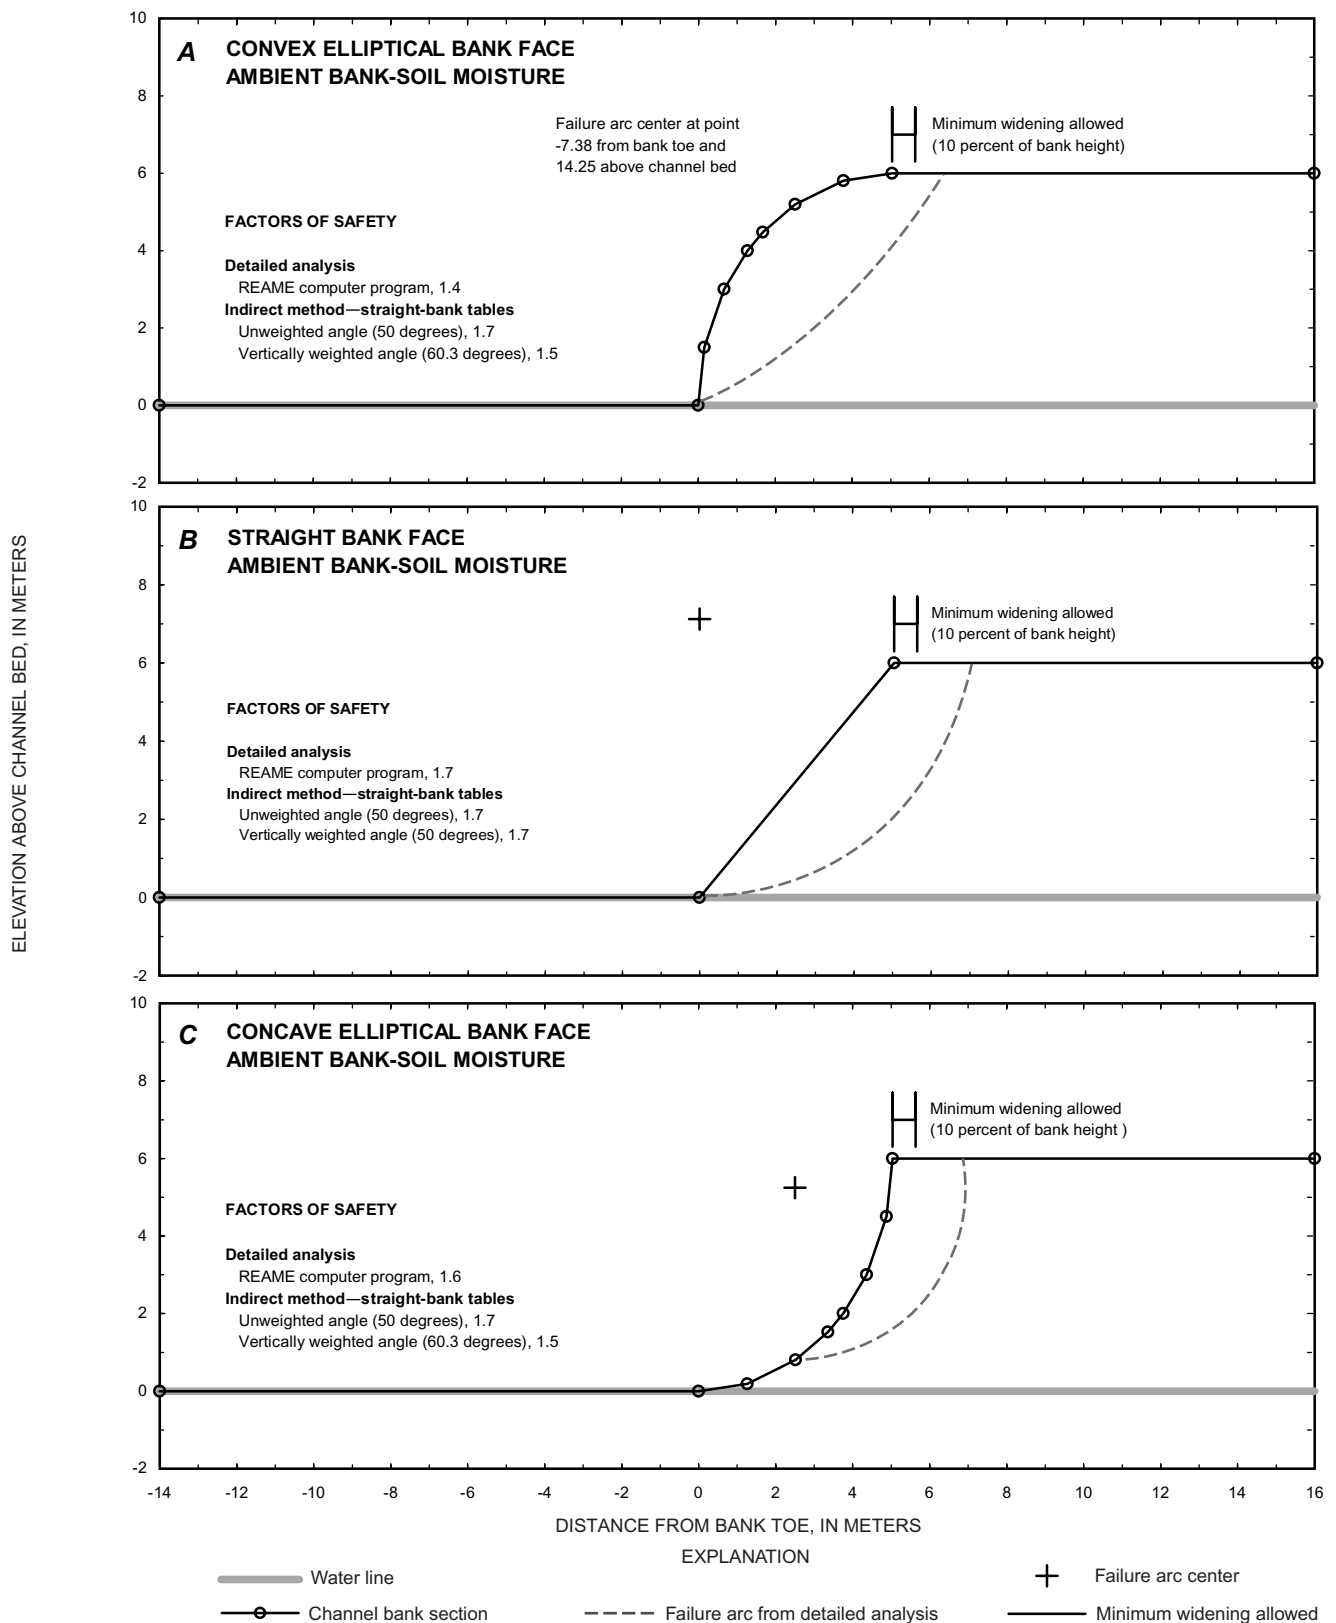 A
CONVEX ELLIPTICAL BANK FACE
AMBIENT BANK-SOIL MOISTURE
Failure arc center at point
-7.38 from bank toe and
14.25 above channel bed
Minimum widening allowed
(10 percent of bank height)
FACTORS OF SAFETY
Detailed analysis
REAME computer program, 1.4
Indirect method—straight-bank tables
Unweighted angle (50 degrees), 1.7
Vertically weighted angle (60.3 degrees), 1.5
10
8
6
4
2
0
-2
B
STRAIGHT BANK FACE
AMBIENT BANK-SOIL MOISTURE
Minimum widening allowed
(10 percent of bank height)
FACTORS OF SAFETY
Detailed analysis
REAME computer program, 1.7
Indirect method—straight-bank tables
Unweighted angle (50 degrees), 1.7
Vertically weighted angle (50 degrees), 1.7
10
8
6
4
2
0
-2
ELEVATION ABOVE CHANNEL BED, IN METERS
C
CONCAVE ELLIPTICAL BANK FACE
AMBIENT BANK-SOIL MOISTURE
Minimum widening allowed
(10 percent of bank height )
FACTORS OF SAFETY
Detailed analysis
REAME computer program, 1.6
Indirect method—straight-bank tables
Unweighted angle (50 degrees), 1.7
Vertically weighted angle (60.3 degrees), 1.5
10
8
6
4
2
0
-2
-14 -12 -10 -8 -6 -4 -2 0 2 4 6 8 10 12 14 16
DISTANCE FROM BANK TOE, IN METERS
EXPLANATION
Water line
Failure arc center
Channel bank section
Failure arc from detailed analysis
Minimum widening allowed